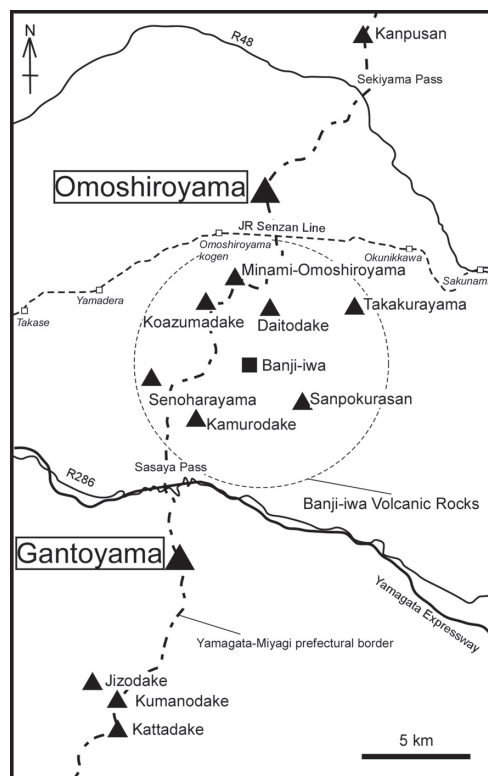 N
R48
Kanpusan
Sekiyama Pass
Omoshiroyama
JR Senzan Line
Omoshiroyama
kogen
Okunikkawa
Sakunami
Minami-Omoshiroyama
Yamadera
Takase
Koazumadake
Daitodake
Takakurayama
Banji-iwa
Senoharayama
Sanpokurasan
Kamurodake
Sasaya Pass
R286
Banji-iwa Volcanic Rocks
Gantoyama
Yamagata Expressway
Yamagata-Miyagi prefectural border
Jizodake
Kumanodake
Kattadake
5 km